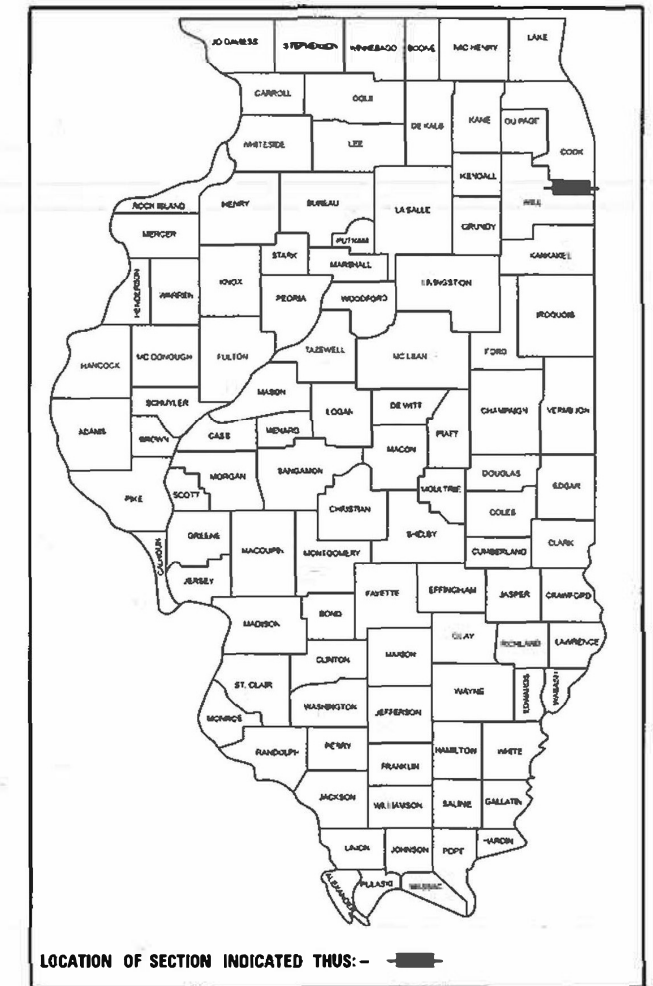 JO DAVIESS STEPHENSON WINNEBAGO BOONE MC HENRY LAKE
CARROLL OGLE DE KALB KANE DU PAGE COOK
WHITESIDE LEE KENDALL WILL
ROCK ISLAND HENRY BUREAU LA SALLE GRUNDY
MERCER STARK PUTNAM MARSHALL KANKAKEE
HENDERSON WARREN KNOX PEORIA WOODFORD LIVINGSTON IROQUOIS
HANCOCK MC DONOUGH FULTON TAZEWELL MC LEAN FORD
SCHUYLER MASON LOGAN DE WITT CHAMPAIGN VERMILION
ADAMS BROWN CASS MENARD MACON PIATT
PIKE SCOTT MORGAN SANGAMON CHRISTIAN MOULTRIE DOUGLAS EDGAR
COLES
CALHOUN GREENE MACOUPIN MONTGOMERY SHELBY CUMBERLAND CLARK
JERSEY FAYETTE EFFINGHAM JASPER CRAWFORD
MADISON BOND CLAY RICHLAND LAWRENCE
CLINTON MARION
ST. CLAIR WASHINGTON JEFFERSON WAYNE EDWARDS WABASH
MONROE
RANDOLPH PERRY FRANKLIN HAMILTON WHITE
JACKSON WILLIAMSON SALINE GALLATIN
UNION JOHNSON POPE HARDIN
ALEXANDER PULASKI MASSAC
LOCATION OF SECTION INDICATED THUS:-